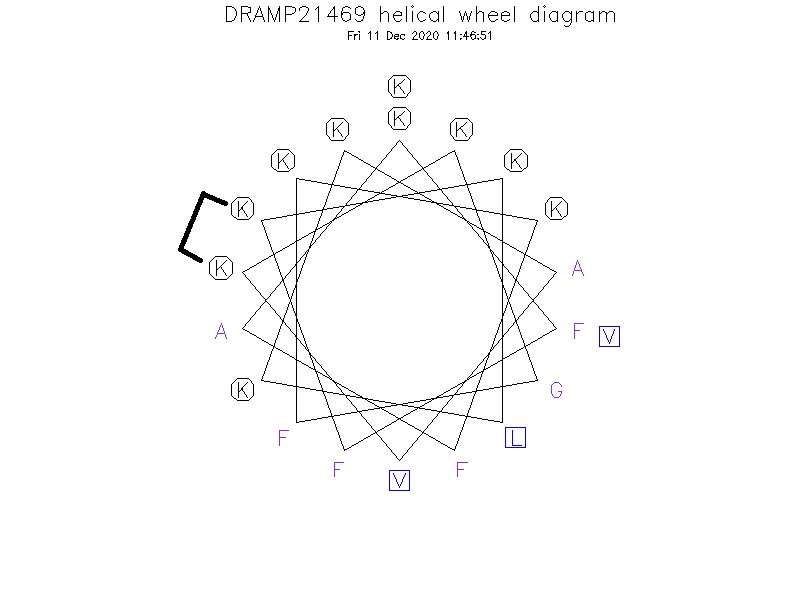 DRAMP21469 helical wheel diagram
Fri 11 Dec 2020 11:46:51
K
K
K K
K K
K K
K A
A F V
K G
F L
F F
V